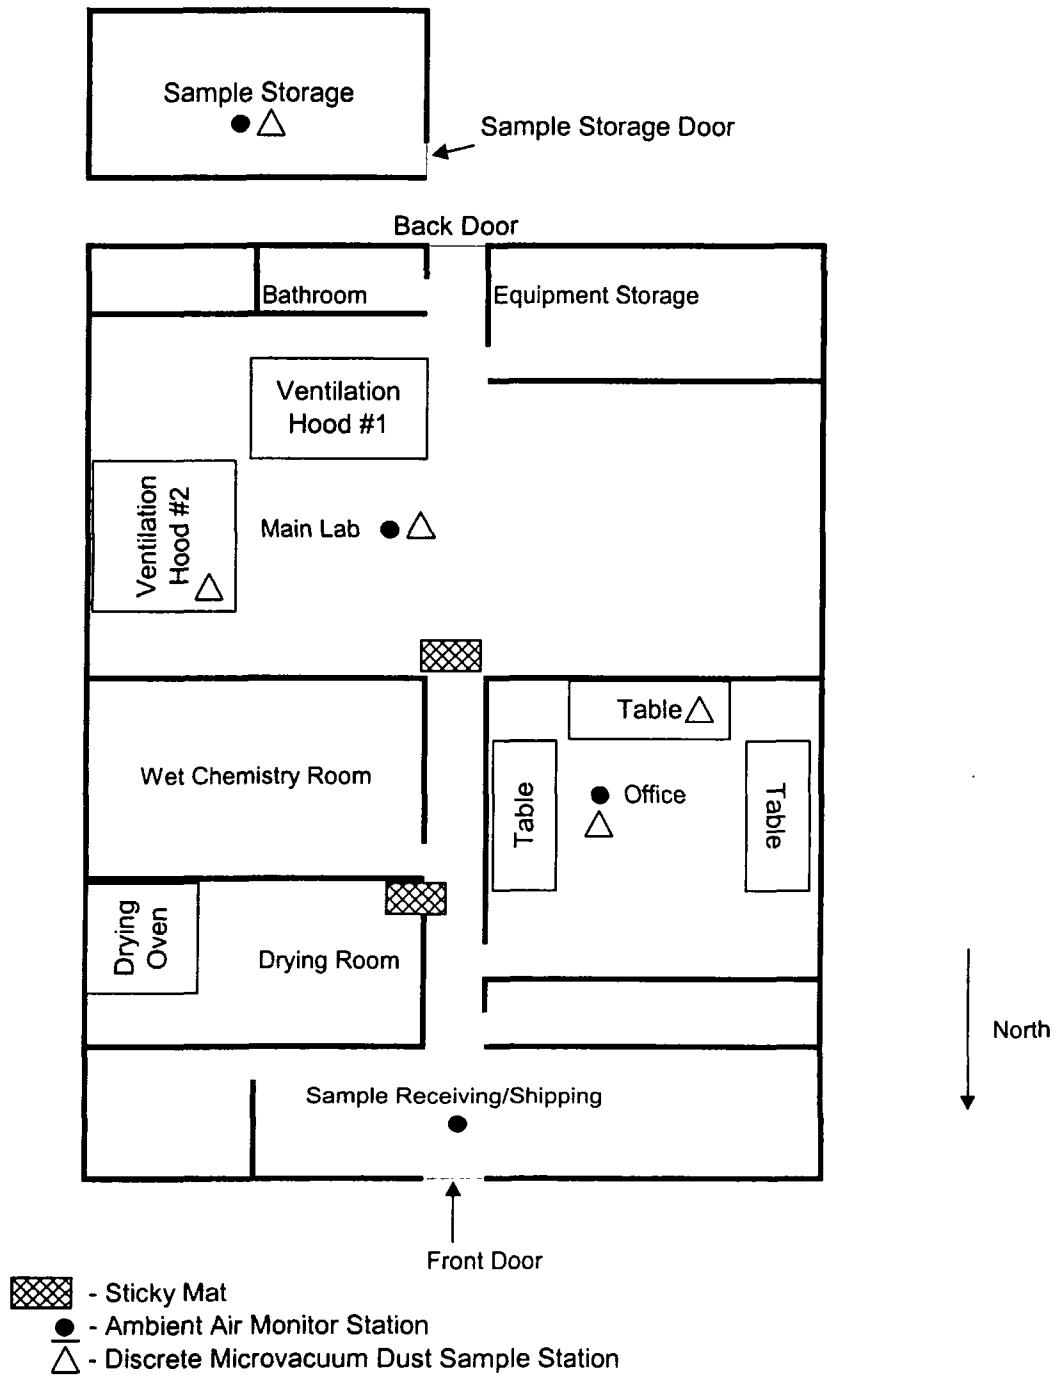 Sample Storage
Sample Storage Door
Back Door
Bathroom
Equipment Storage
Ventilation
Hood #1
Ventilation
Hood #2
Main Lab
Table
Wet Chemistry Room
Table
Office
Table
Drying
Oven
Drying Room
North
Sample Receiving/Shipping
Front Door
- Sticky Mat
- Ambient Air Monitor Station
- Discrete Microvacuum Dust Sample Station